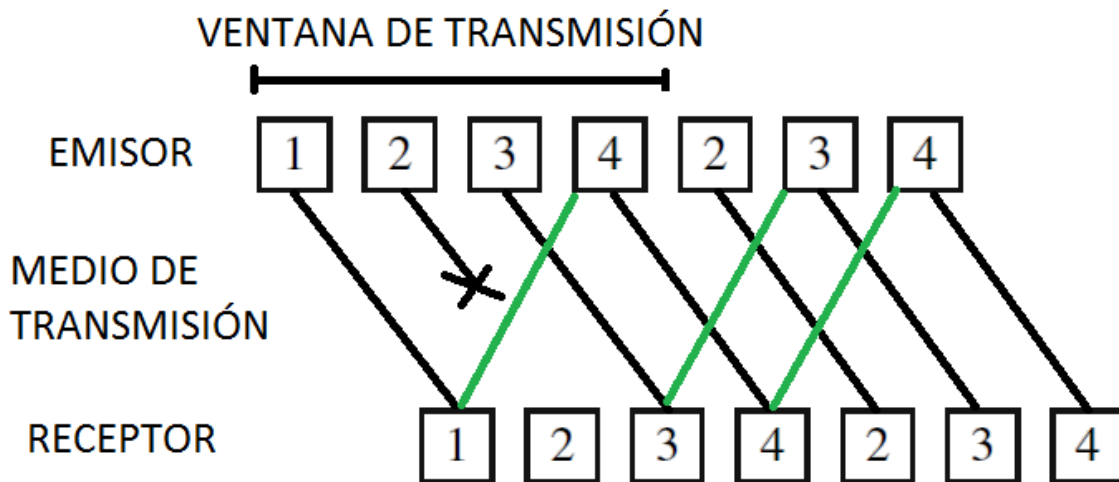 VENTANA DE TRANSMISIÓN
EMISOR 1 2 3 4 2 3 4
MEDIO DE
TRANSMISIÓN
RECEPTOR 1 2 3 4 2 3 4